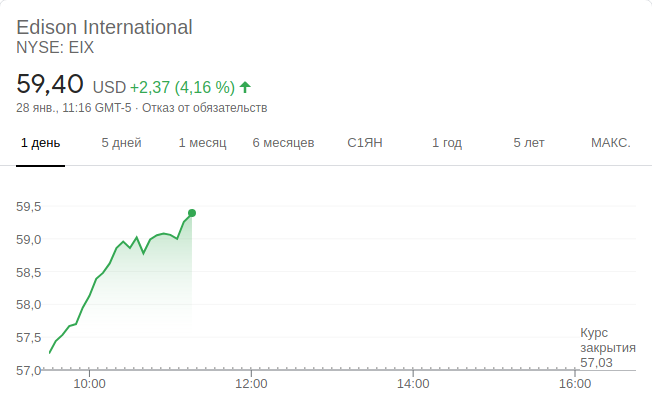 Edison International
NYSE: EIX
59,40 USD +2,37 (4,16 %)
28 янв., 11:16 GMT-5 · Отказ от обязательств
1 день 5 дней 1 месяц 6 месяцев С1ЯН 1 год 5 лет МАКС.
59,5
59,0
58,5
58,0
57,5
57,0
Курс
закрытия
57,03
10:00 12:00 14:00 16:00